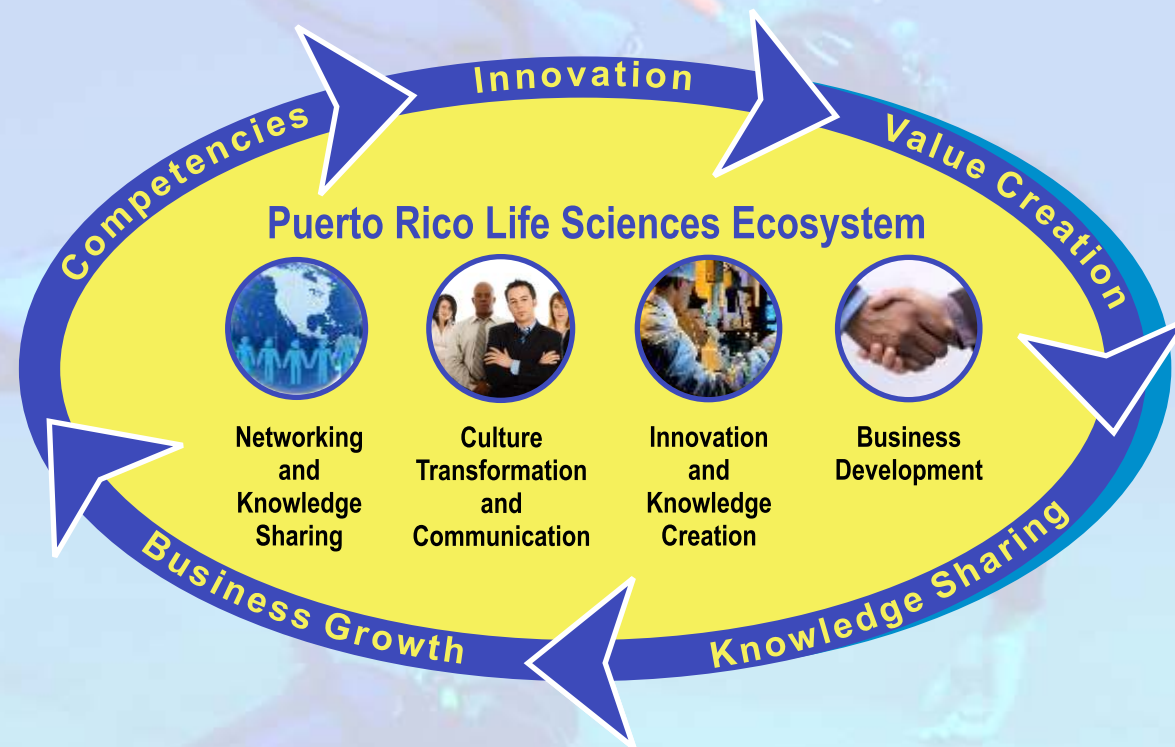 Competencies
Innovation
Value Creation
Knowledge Sharing
Business Growth
Puerto Rico Life Sciences Ecosystem
Networking
and
Knowledge
Sharing
Culture
Transformation
and
Communication
Innovation
and
Knowledge
Creation
Business
Development